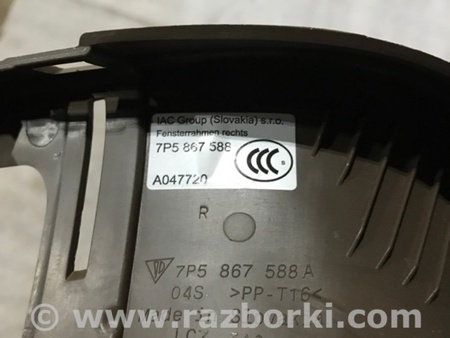 IAC Group (Slovakia) s.r.o.
Fensterrahmen rechts
7P5 867 588
CCC S
A047720
R
7P5 867 588 A
04S >PP-T16<
www.razborki.com